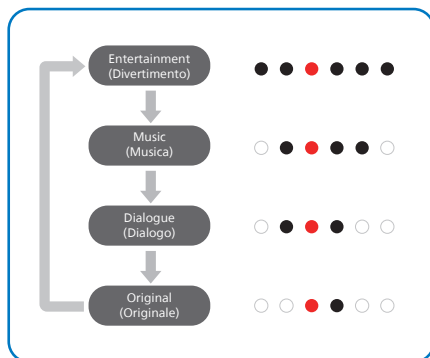 Entertainment
(Divertimento)
Music
(Musica)
Dialogue
(Dialogo)
Original
(Originale)